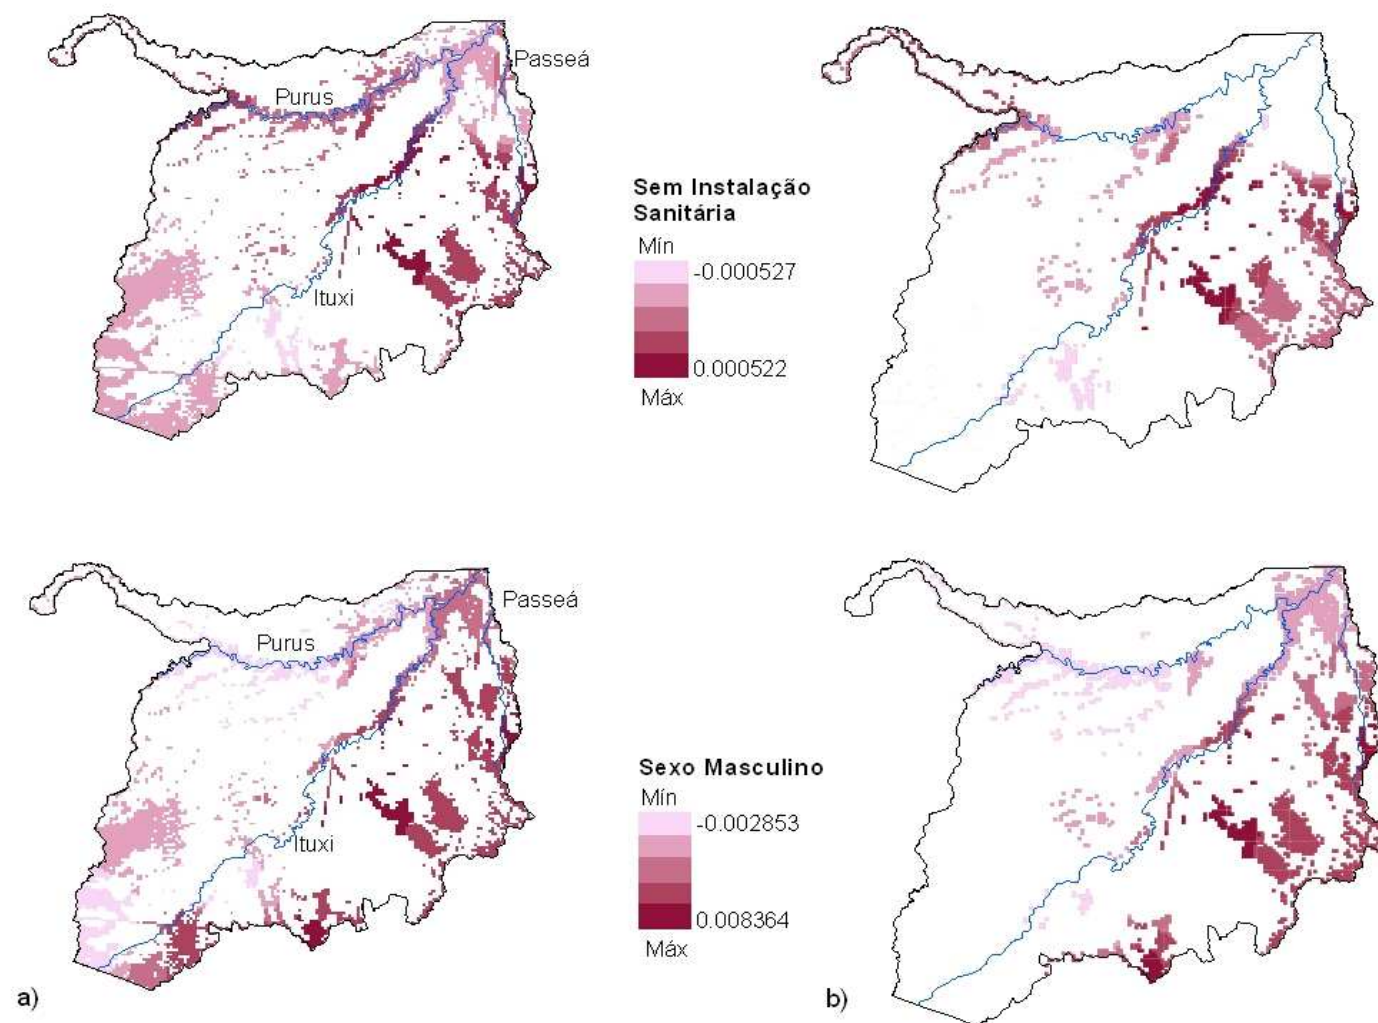 Passeá
Purus
Ituxi
Sem Instalação
Sanitária
Mín
-0.000527
0.000522
Máx
Passeá
Purus
Ituxi
Sexo Masculino
Mín
-0.002853
0.008364
Máx
a)
b)